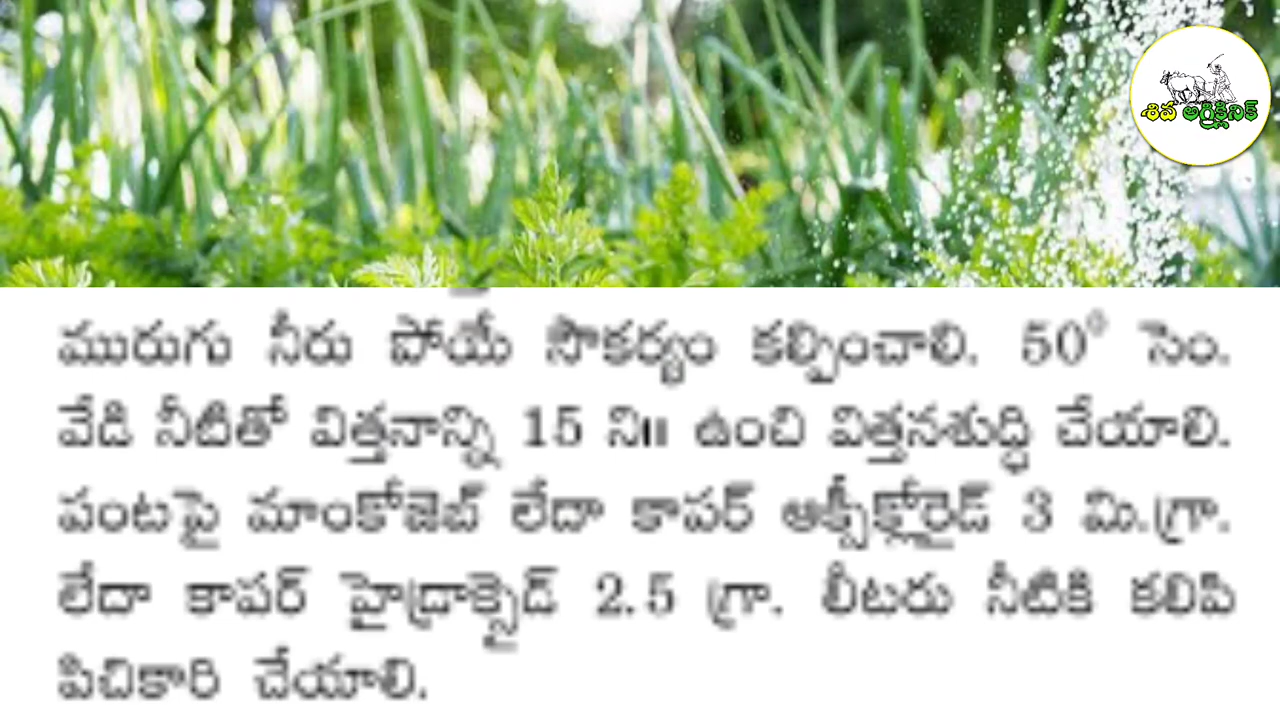 శివ అగ్రిక్లినిక్
మురుగు నీరు పోయే సౌకర్యం కల్పించాలి. 50° సెం.
వేడి నీటితో విత్తనాన్ని 15 ని॥ ఉంచి విత్తనశుద్ధి చేయాలి.
పంటపై మాంకోజెబ్ లేదా కాపర్ ఆక్సీక్లోరైడ్ 3 మి.గ్రా.
లేదా కాపర్ హైడ్రాక్సైడ్ 2.5 గ్రా. లీటరు నీటికి కలిపి
పిచికారి చేయాలి.